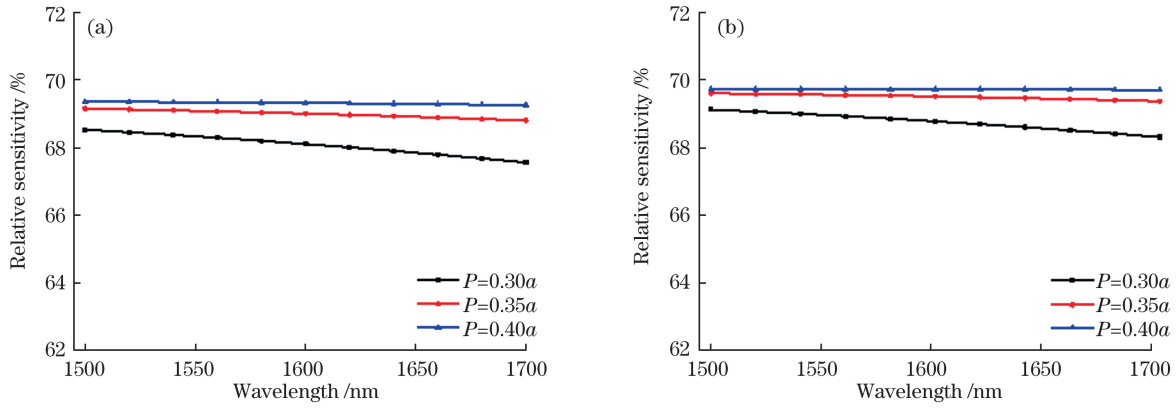 (a)
Relative sensitivity /%
72
70
68
66
64
62
P=0.30a
P=0.35a
P=0.40a
1500 1550 1600 1650 1700
Wavelength /nm
(b)
Relative sensitivity /%
72
70
68
66
64
62
P=0.30a
P=0.35a
P=0.40a
1500 1550 1600 1650 1700
Wavelength /nm